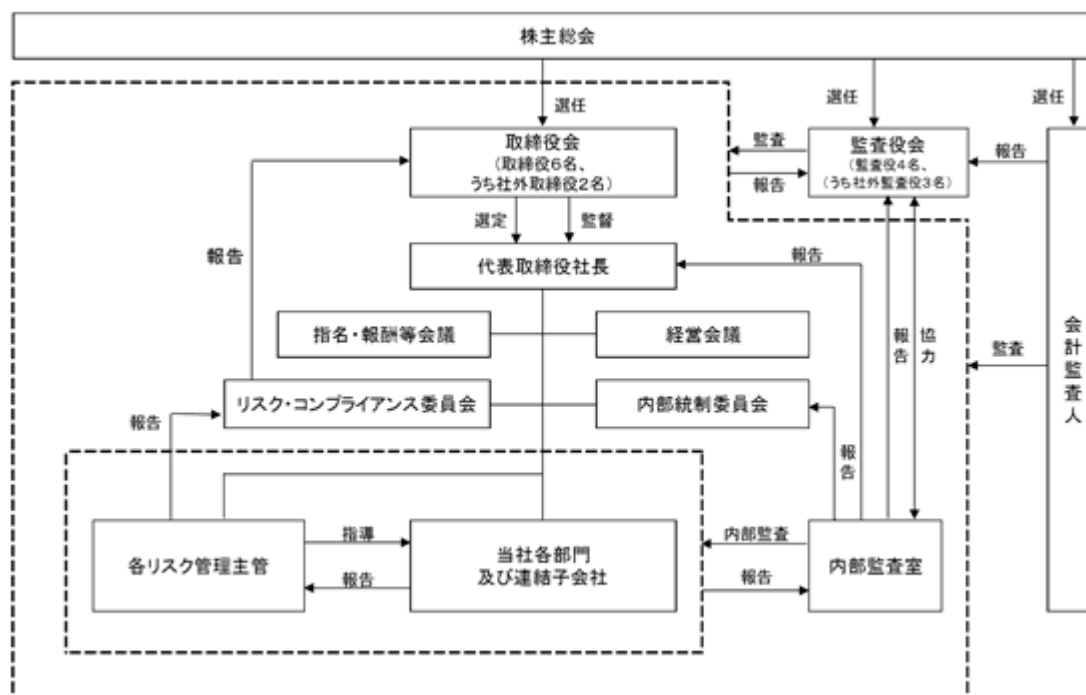 株主総会
選任
選任
選任
取締役会
(取締役6名、
うち社外取締役2名)
監査
報告
監査役会
(監査役4名、
(うち社外監査役3名)
報告
選定
監督
報告
代表取締役社長
報告
指名・報酬等会議
経営会議
報告
協力
監査
会計監査人
リスク・コンプライアンス委員会
内部統制委員会
報告
報告
各リスク管理主管
指導
報告
当社各部門
及び連結子会社
内部監査
報告
内部監査室